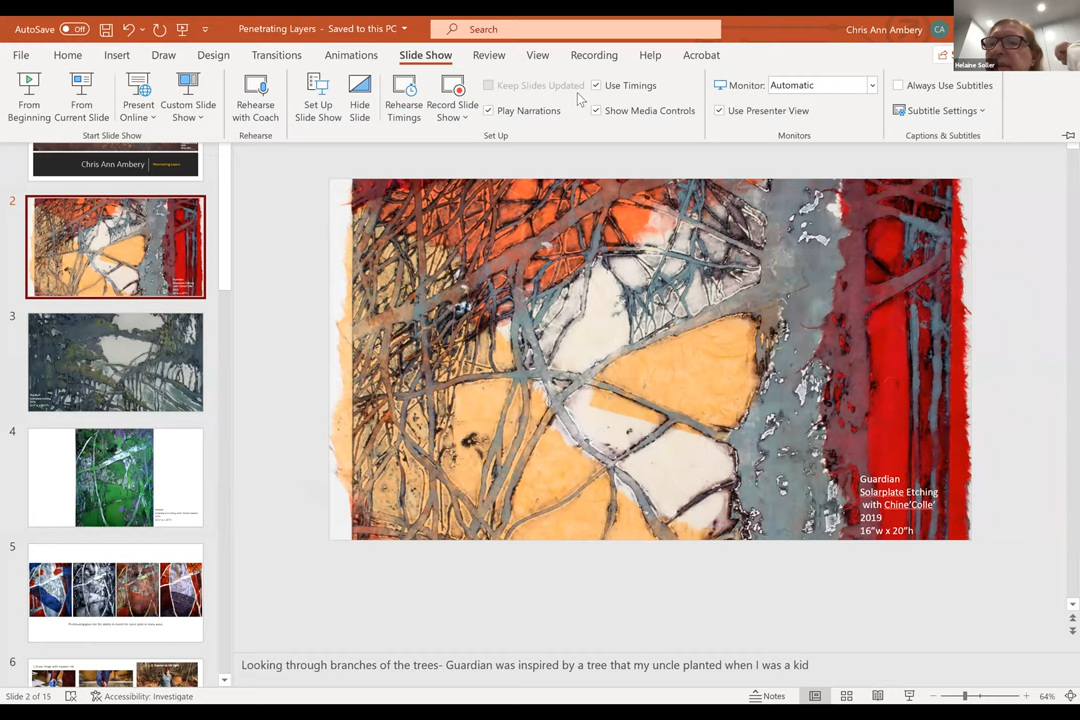 AutoSave Off
Penetrating Layers - Saved to this PC
Search
Chris Ann Ambery CA
Helaine Soller
File Home Insert Draw Design Transitions Animations Slide Show Review View Recording Help Acrobat
From Beginning
From Current Slide
Present Online
Custom Slide Show
Start Slide Show
Rehearse with Coach
Rehearse
Set Up Slide Show
Hide Slide
Rehearse Timings
Record Slide Show
Keep Slides Updated
Play Narrations
Use Timings
Show Media Controls
Set Up
Monitor: Automatic
Use Presenter View
Monitors
Always Use Subtitles
Subtitle Settings
Captions & Subtitles
Chris Ann Ambery
Penetrating Layers
2
3
4
5
6
Guardian
Solarplate Etching
with Chine'Colle'
2019
16"w x 20"h
Looking through branches of the trees- Guardian was inspired by a tree that my uncle planted when I was a kid
Slide 2 of 15
Accessibility: Investigate
Notes
64%